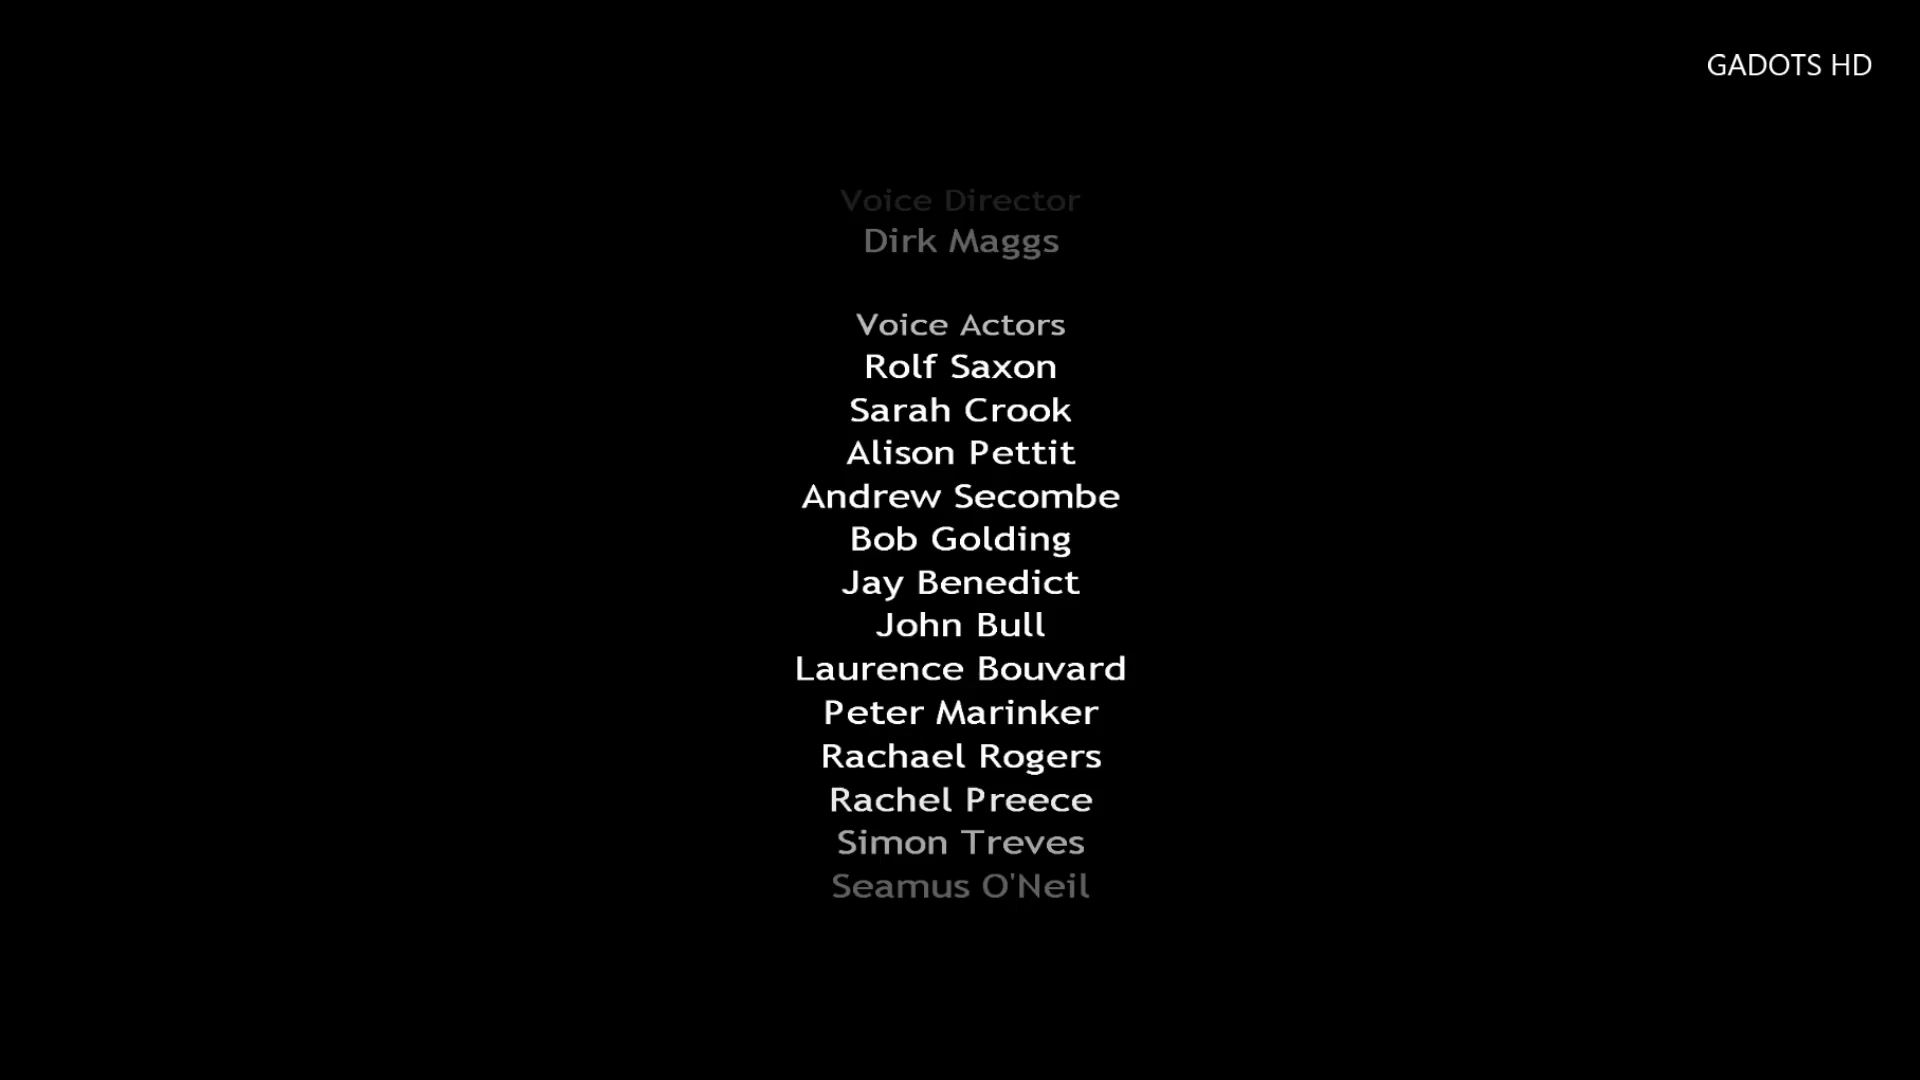 GADOTS HD
Voice Director
Dirk Maggs
Voice Actors
Rolf Saxon
Sarah Crook
Alison Pettit
Andrew Secombe
Bob Golding
Jay Benedict
John Bull
Laurence Bouvard
Peter Marinker
Rachael Rogers
Rachel Preece
Simon Treves
Seamus O'Neil